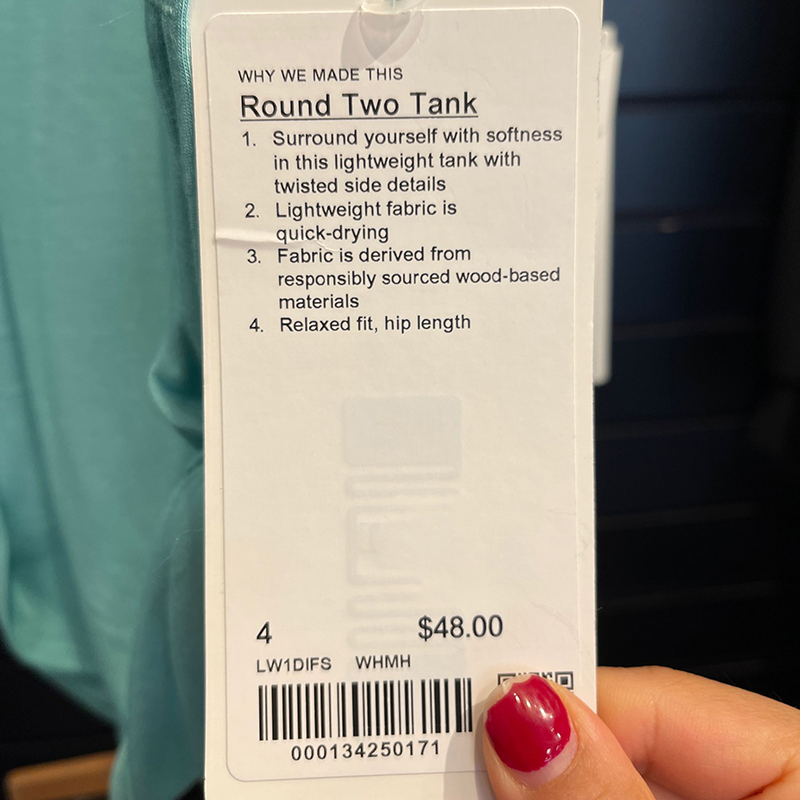 WHY WE MADE THIS
Round Two Tank
1. Surround yourself with softness
in this lightweight tank with
twisted side details
2. Lightweight fabric is
quick-drying
3. Fabric is derived from
responsibly sourced wood-based
materials
4. Relaxed fit, hip length
4 $48.00
LW1DIFS WHMH
000134250171